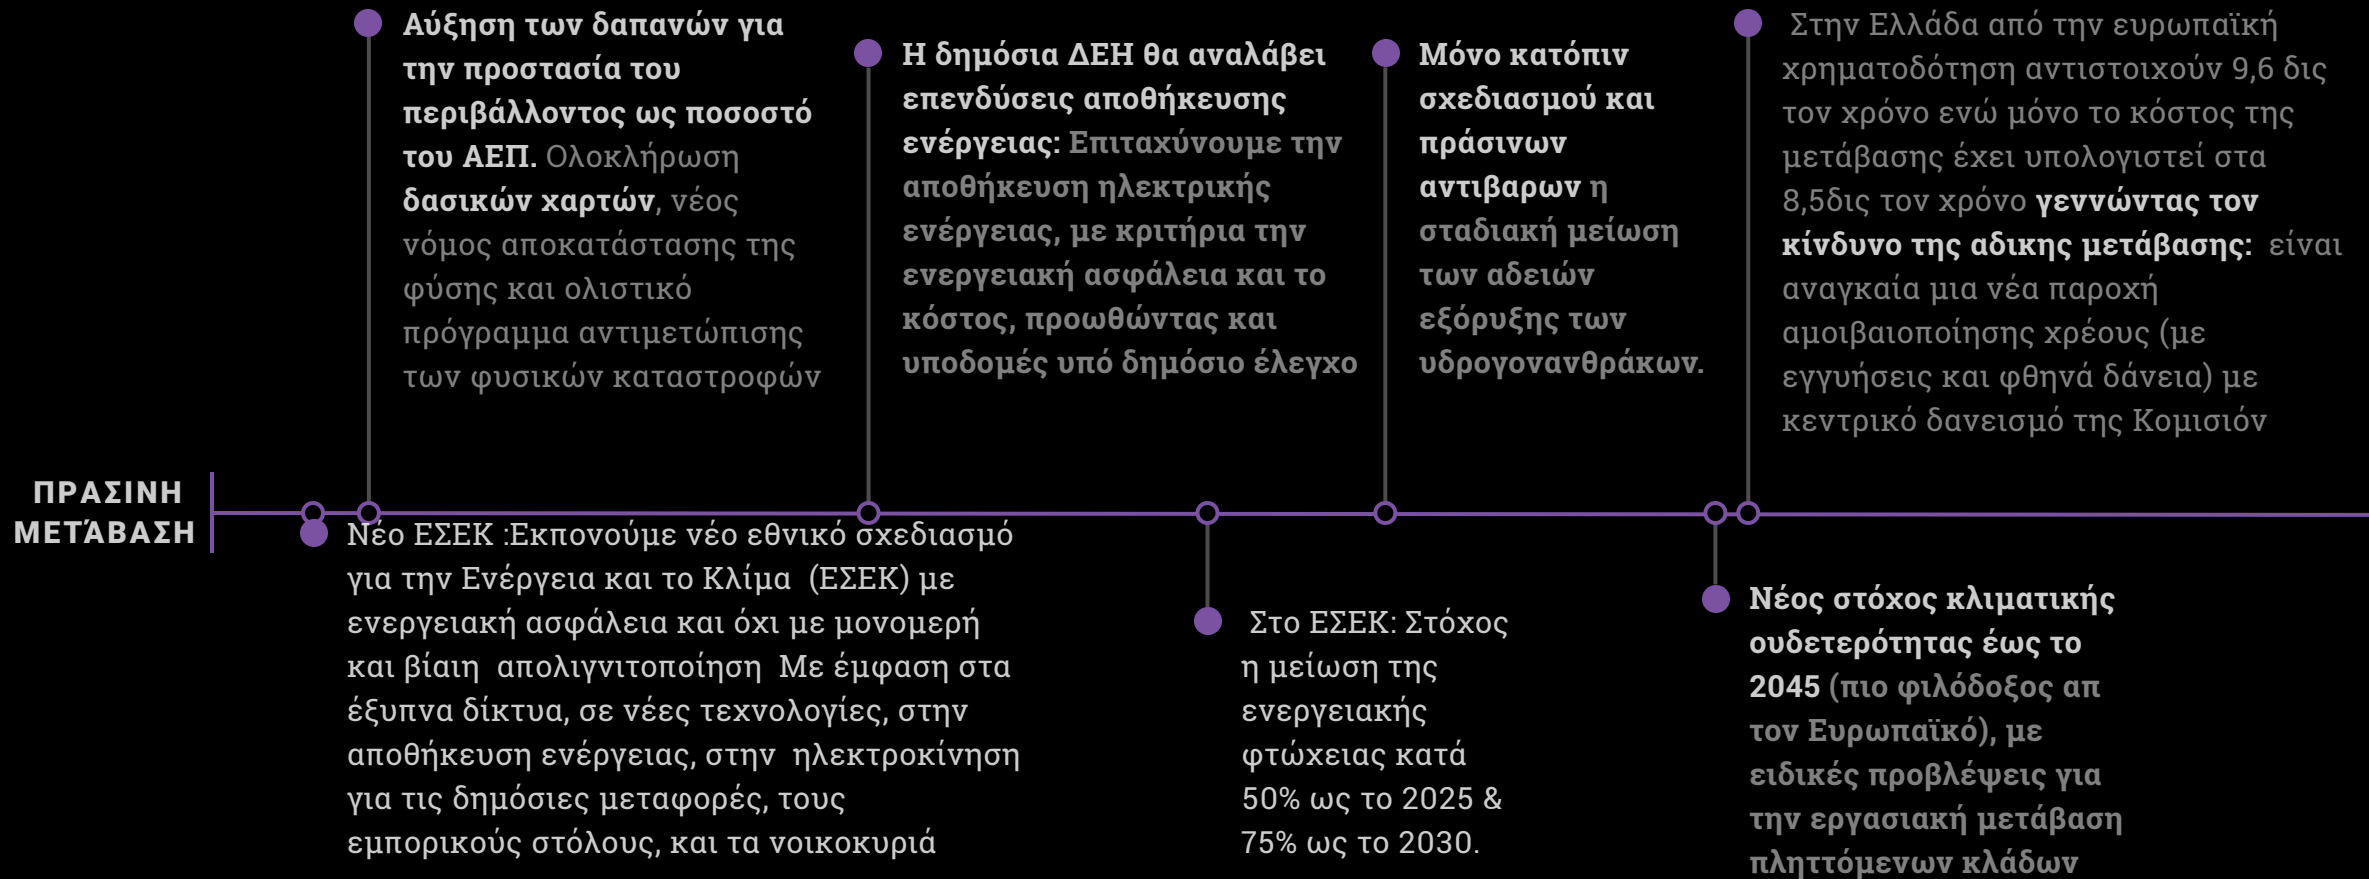 Αύξηση των δαπανών για
την προστασία του
περιβάλλοντος ως ποσοστό
του ΑΕΠ. Ολοκλήρωση
δασικών χαρτών, νέος
νόμος αποκατάστασης της
φύσης και ολιστικό
πρόγραμμα αντιμετώπισης
των φυσικών καταστροφών
Η δημόσια ΔΕΗ θα αναλάβει
επενδύσεις αποθήκευσης
ενέργειας: Επιταχύνουμε την
αποθήκευση ηλεκτρικής
ενέργειας, με κριτήρια την
ενεργειακή ασφάλεια και το
κόστος, προωθώντας και
υποδομές υπό δημόσιο έλεγχο
Μόνο κατόπιν
σχεδιασμού και
πράσινων
αντιβαρων η
σταδιακή μείωση
των αδειών
εξόρυξης των
υδρογονανθράκων.
Στην Ελλάδα από την ευρωπαϊκή
χρηματοδότηση αντιστοιχούν 9,6 δις
τον χρόνο ενώ μόνο το κόστος της
μετάβασης έχει υπολογιστεί στα
8,5δις τον χρόνο γεννώντας τον
κίνδυνο της αδικης μετάβασης: είναι
αναγκαία μια νέα παροχή
αμοιβαιοποίησης χρέους (με
εγγυήσεις και φθηνά δάνεια) με
κεντρικό δανεισμό της Κομισιόν
ΠΡΑΣΙΝΗ
ΜΕΤΆΒΑΣΗ
Νέο ΕΣΕΚ :Εκπονούμε νέο εθνικό σχεδιασμό
για την Ενέργεια και το Κλίμα (ΕΣΕΚ) με
ενεργειακή ασφάλεια και όχι με μονομερή
και βίαιη απολιγνιτοποίηση Με έμφαση στα
έξυπνα δίκτυα, σε νέες τεχνολογίες, στην
αποθήκευση ενέργειας, στην ηλεκτροκίνηση
για τις δημόσιες μεταφορές, τους
εμπορικούς στόλους, και τα νοικοκυριά
Στο ΕΣΕΚ: Στόχος
η μείωση της
ενεργειακής
φτώχειας κατά
50% ως το 2025 &
75% ως το 2030.
Νέος στόχος κλιματικής
ουδετερότητας έως το
2045 (πιο φιλόδοξος απ
τον Ευρωπαϊκό), με
ειδικές προβλέψεις για
την εργασιακή μετάβαση
πληττόμενων κλάδων